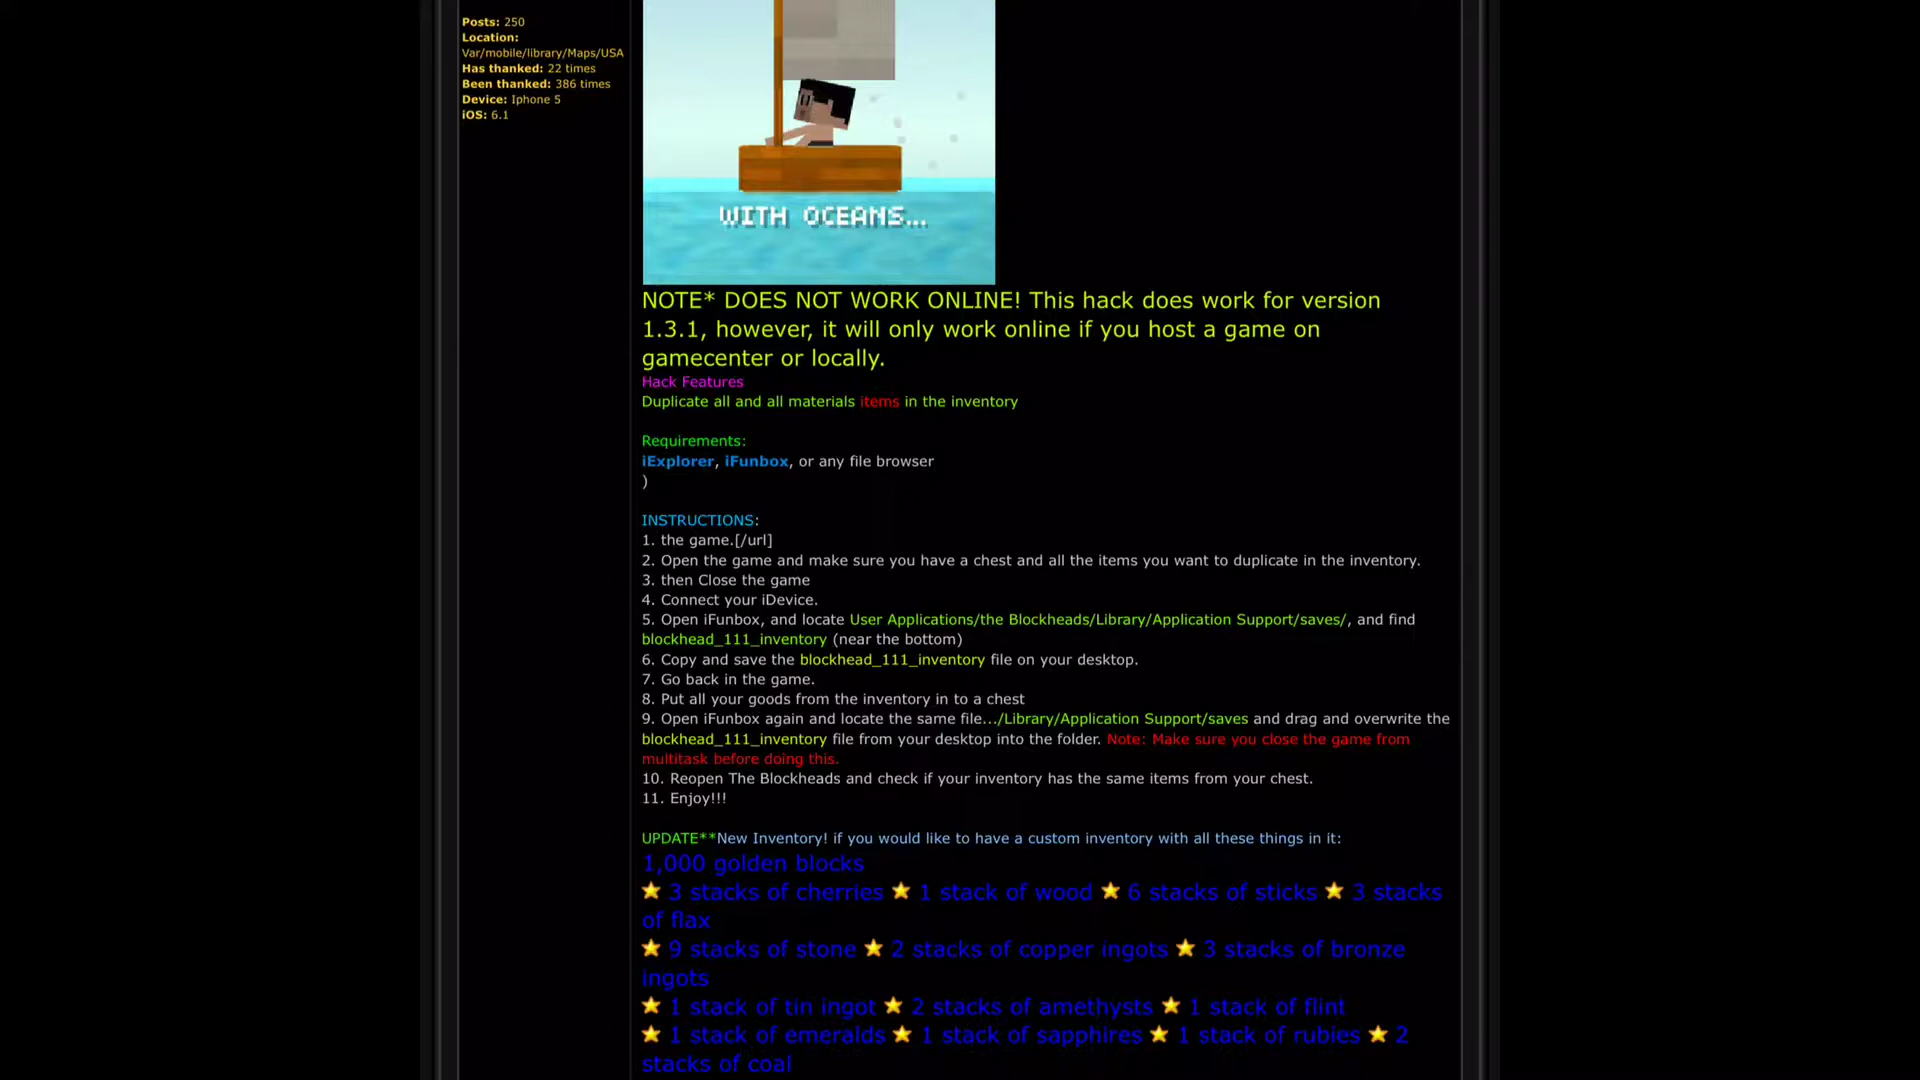 Posts: 250
Location:
Var/mobile/library/Maps/USA
Has thanked: 22 times
Been thanked: 386 times
Device: Iphone 5
iOS: 6.1
WITH OCEANS...
NOTE* DOES NOT WORK ONLINE! This hack does work for version
1.3.1, however, it will only work online if you host a game on
gamecenter or locally.
Hack Features
Duplicate all and all materials items in the inventory
Requirements:
iExplorer, iFunbox, or any file browser
)
INSTRUCTIONS:
1. the game.[/url]
2. Open the game and make sure you have a chest and all the items you want to duplicate in the inventory.
3. then Close the game
4. Connect your iDevice.
5. Open iFunbox, and locate User Applications/the Blockheads/Library/Application Support/saves/, and find
blockhead_111_inventory (near the bottom)
6. Copy and save the blockhead_111_inventory file on your desktop.
7. Go back in the game.
8. Put all your goods from the inventory in to a chest
9. Open iFunbox again and locate the same file.../Library/Application Support/saves and drag and overwrite the
blockhead_111_inventory file from your desktop into the folder. Note: Make sure you close the game from
multitask before doing this.
10. Reopen The Blockheads and check if your inventory has the same items from your chest.
11. Enjoy!!!
UPDATE**New Inventory! if you would like to have a custom inventory with all these things in it:
1,000 golden blocks
⭐ 3 stacks of cherries ⭐ 1 stack of wood ⭐ 6 stacks of sticks ⭐ 3 stacks
of flax
⭐ 9 stacks of stone ⭐ 2 stacks of copper ingots ⭐ 3 stacks of bronze
ingots
⭐ 1 stack of tin ingot ⭐ 2 stacks of amethysts ⭐ 1 stack of flint
⭐ 1 stack of emeralds ⭐ 1 stack of sapphires ⭐ 1 stack of rubies ⭐ 2
stacks of coal